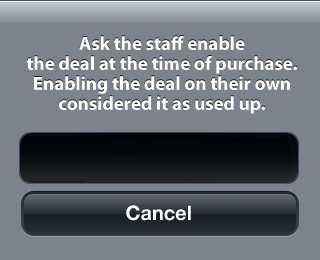 Ask the staff enable
the deal at the time of purchase.
Enabling the deal on their own
considered it as used up.
Cancel